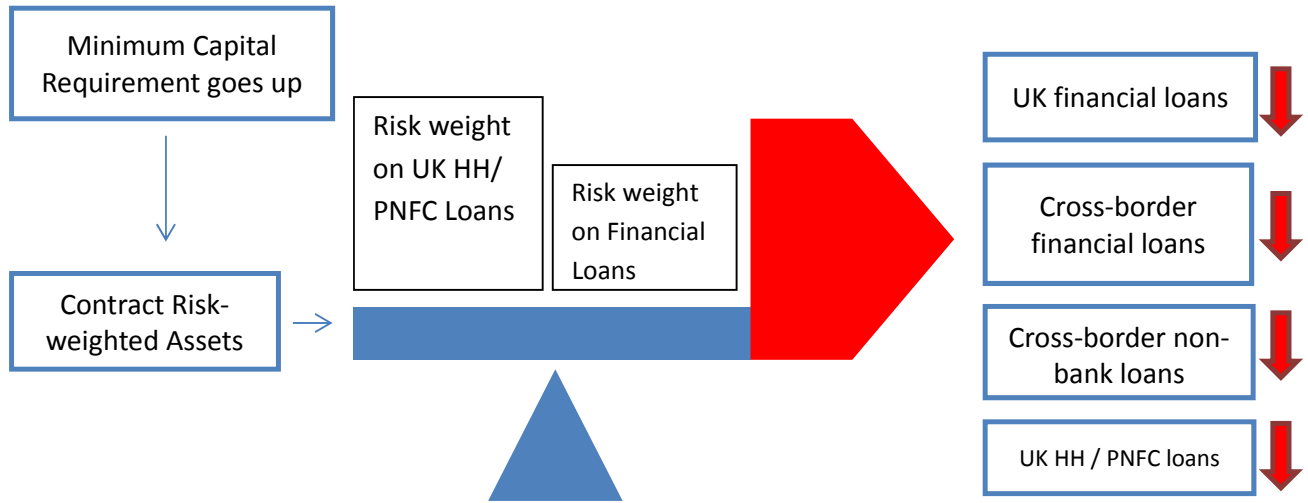 Minimum Capital
Requirement goes up
Contract Risk-
weighted Assets
Risk weight
on UK HH/
PNFC Loans
Risk weight
on Financial
Loans
UK financial loans
Cross-border
financial loans
Cross-border non-
bank loans
UK HH / PNFC loans